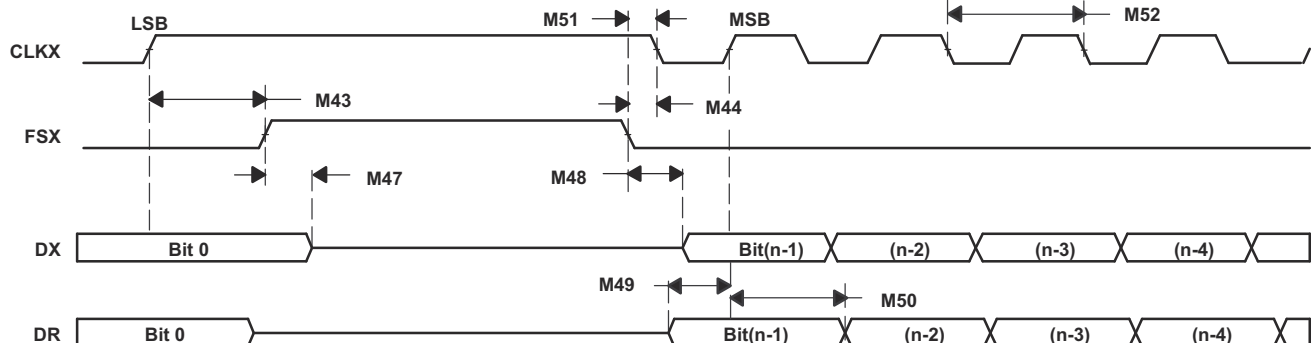 LSB
M51
MSB
M52
CLKX
M43
M44
FSX
M47
M48
DX
Bit 0
Bit(n-1)
(n-2)
(n-3)
(n-4)
M49
M50
DR
Bit 0
Bit(n-1)
(n-2)
(n-3)
(n-4)